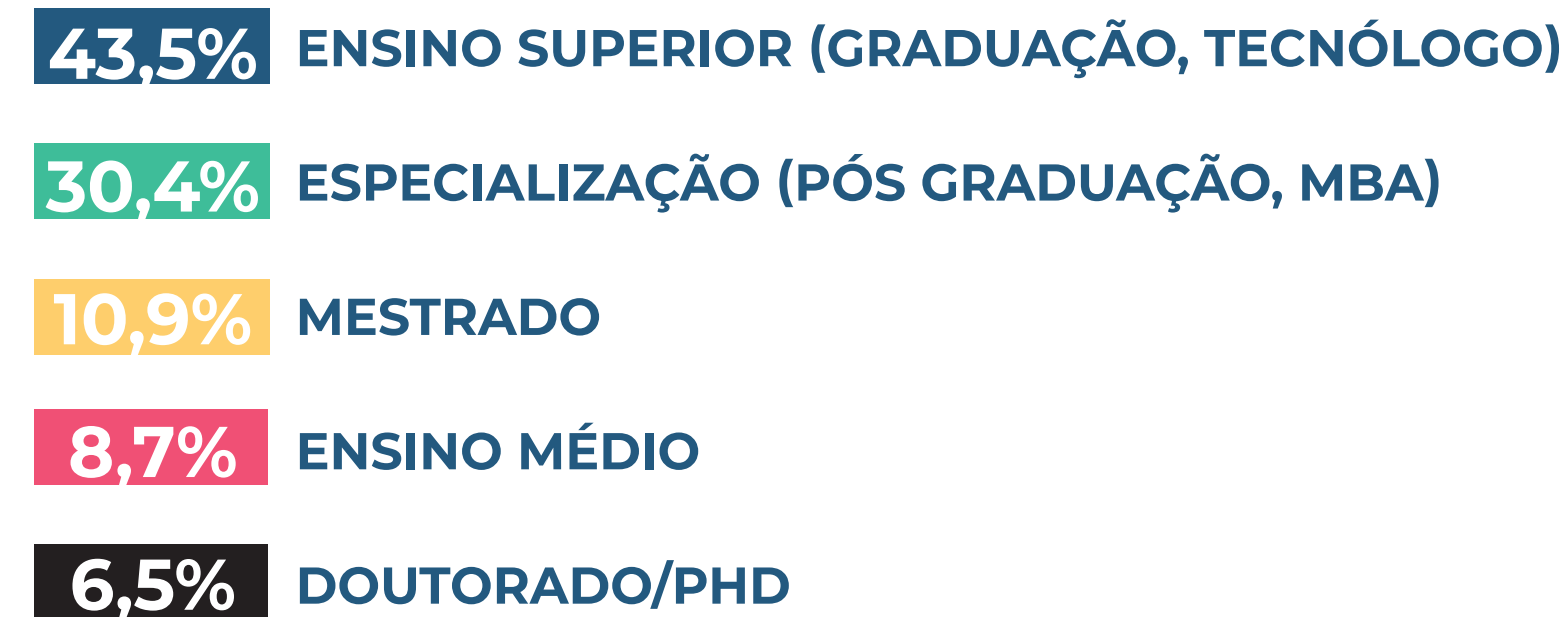 43,5% ENSINO SUPERIOR (GRADUAÇÃO, TECNÓLOGO)
30,4% ESPECIALIZAÇÃO (PÓS GRADUAÇÃO, MBA)
10,9% MESTRADO
8,7% ENSINO MÉDIO
6,5% DOUTORADO/PHD